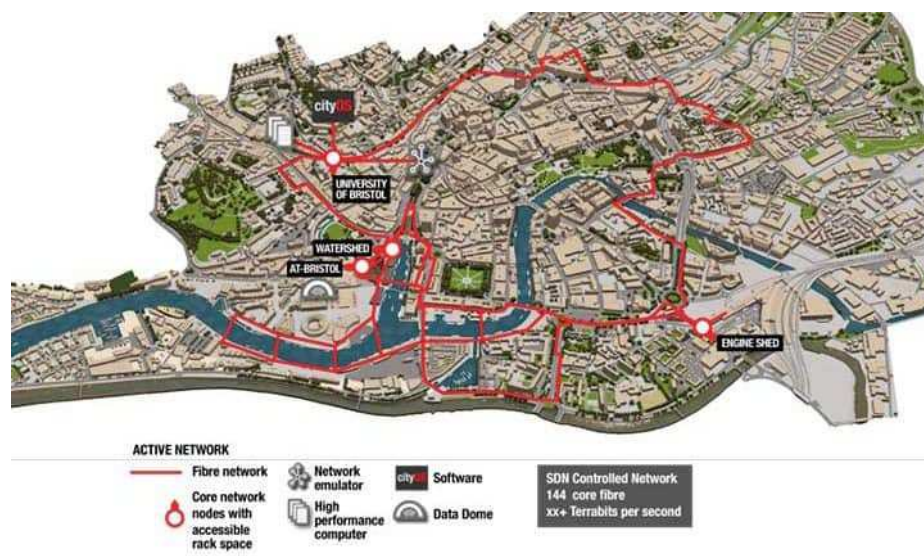 cityOS
UNIVERSITY
OF BRISTOL
WATERSHED
AT-BRISTOL
ENGINE SHED
ACTIVE NETWORK
Fibre network
Core network
nodes with
accessible
rack space
Network
emulator
High
performance
computer
cityOS Software
Data Dome
SDN Controlled Network
144 core fibre
xx+ Terrabits per second